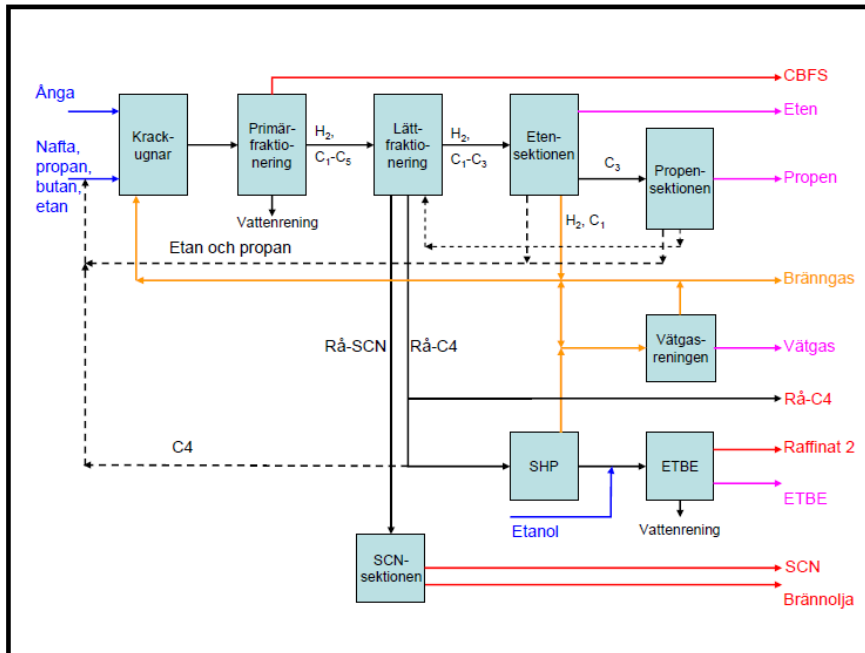 CBFS
Ånga
Eten
Krack-
ugnar
Primär-
fraktio-
nering
H2,
C1-C5
Lätt-
fraktio-
nering
H2,
C1-C3
Eten-
sektionen
C3
Propen-
sektionen
Propen
Nafta,
propan,
butan,
etan
Vattenrening
H2, C1
Etan och propan
Bränngas
Rå-SCN
Rå-C4
Vätgas-
reningen
Vätgas
Rå-C4
C4
SHP
ETBE
Raffinat 2
ETBE
Etanol
Vattenrening
SCN-
sektionen
SCN
Brännolja